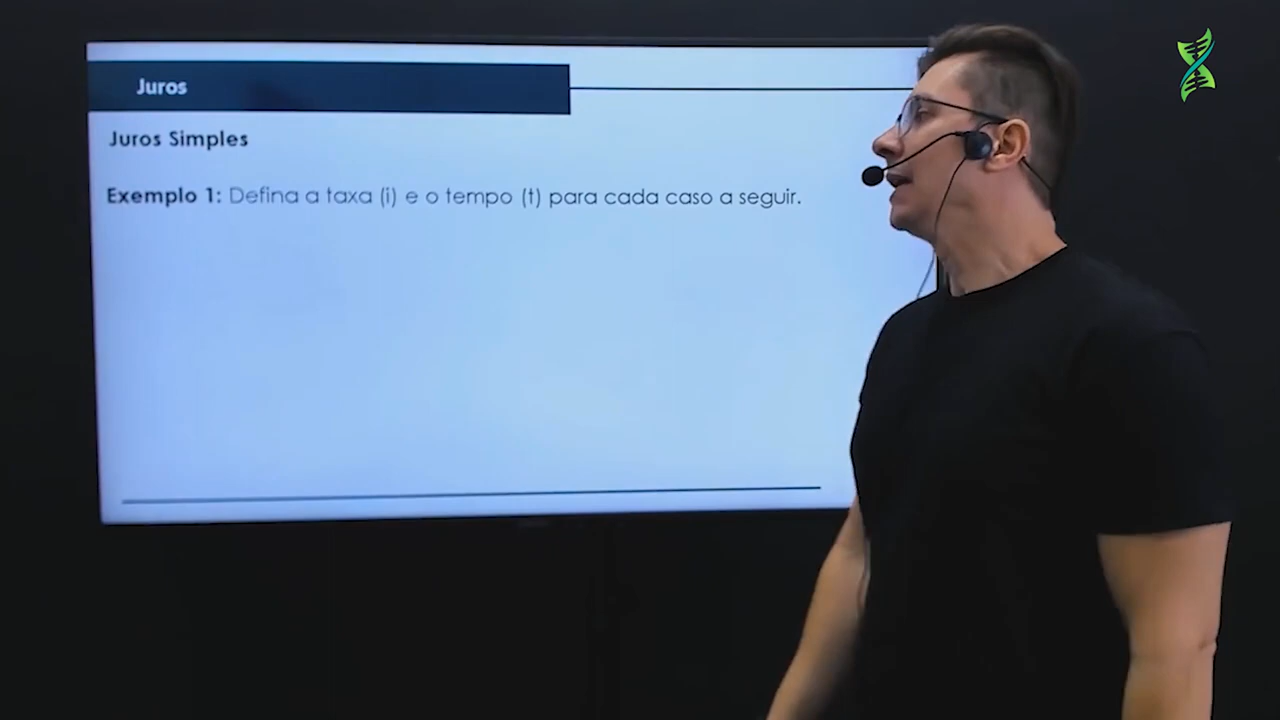 Juros
Juros Simples
Exemplo 1: Defina a taxa (i) e o tempo (t) para cada caso a seguir.